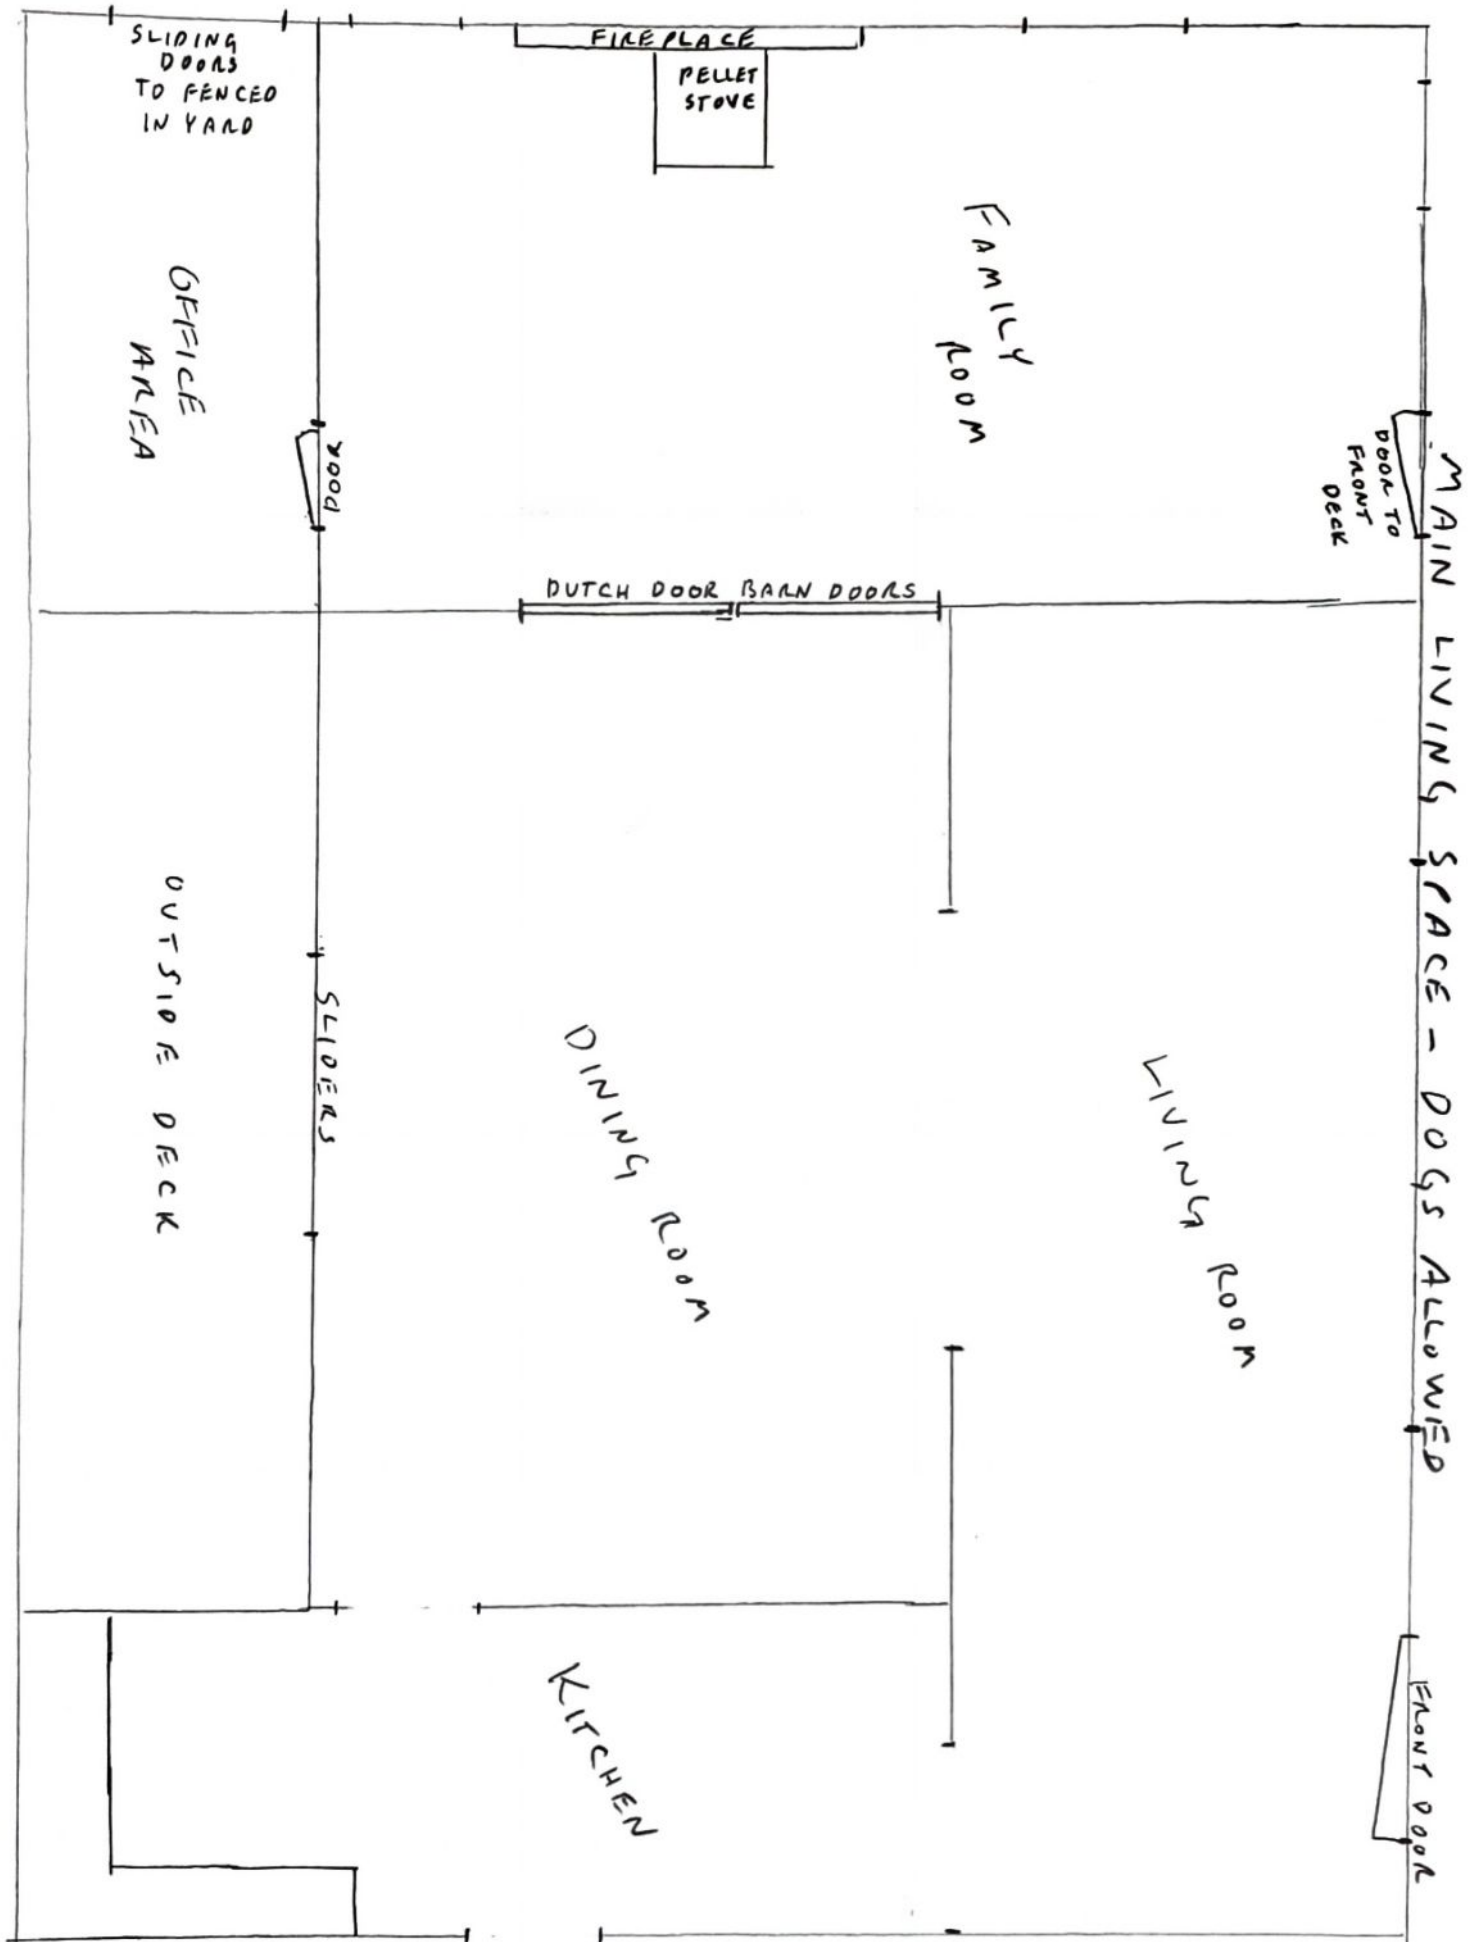 MAIN LIVING SPACE - DOGS ALLOWED
SLIDING
DOORS
TO FENCED
IN YARD
FIREPLACE
PELLET
STOVE
FAMILY
ROOM
OFFICE
AREA
DOOR
DOOR TO
FRONT
DECK
DUTCH DOOR BARN DOORS
OUTSIDE DECK
SLIDERS
DINING ROOM
LIVING ROOM
KITCHEN
FRONT DOOR